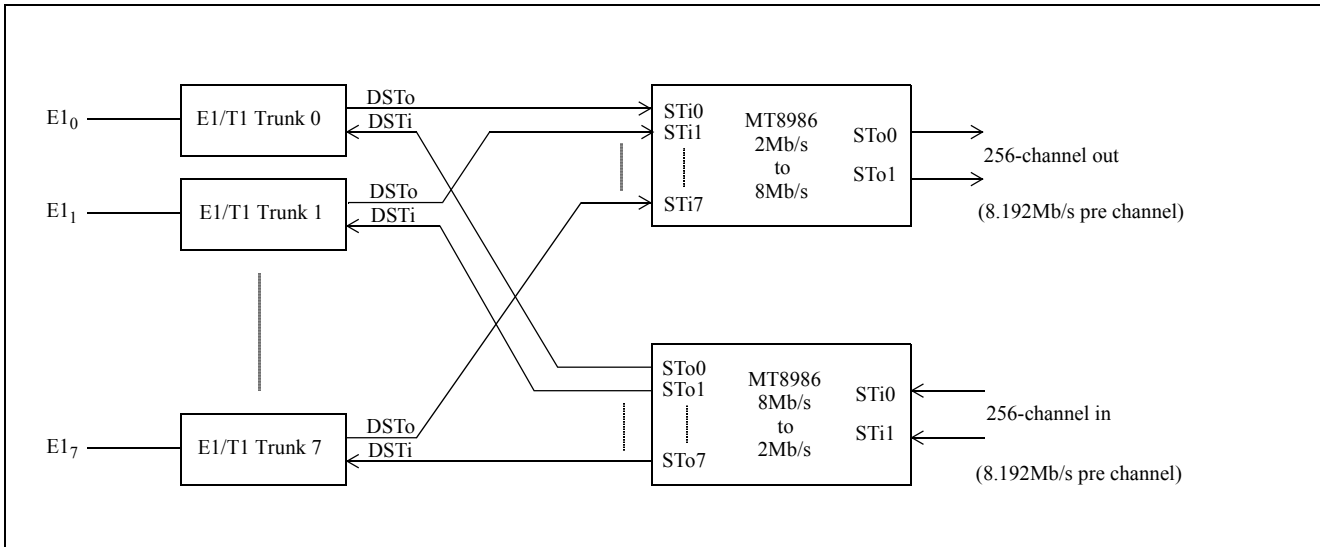 E1₀
E1/T1 Trunk 0
DSTo
DSTi
STi0
STi1
STi7
MT8986
2Mb/s
to
8Mb/s
STo0
STo1
256-channel out
(8.192Mb/s pre channel)
E1₁
E1/T1 Trunk 1
DSTo
DSTi
E1₇
E1/T1 Trunk 7
DSTo
DSTi
STo0
STo1
STo7
MT8986
8Mb/s
to
2Mb/s
STi0
STi1
256-channel in
(8.192Mb/s pre channel)